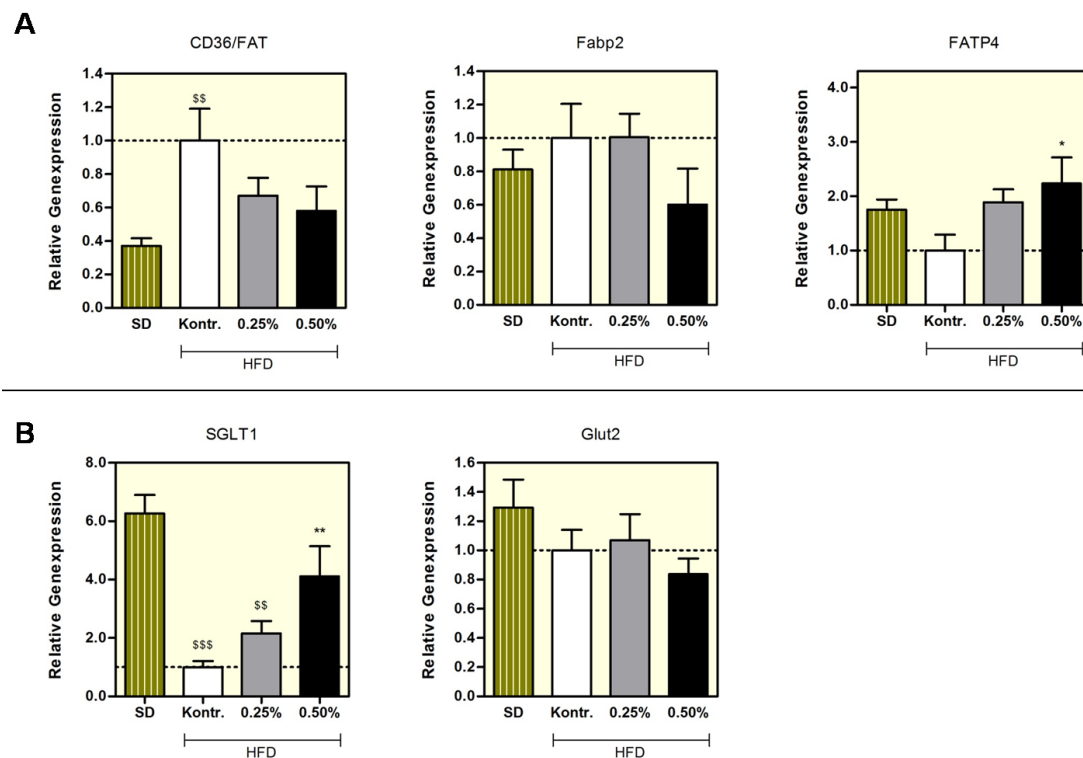 A
CD36/FAT
Relative Genexpression
1.4
1.2
1.0
0.8
0.6
0.4
0.2
0.0
$$
SD Kontr. 0.25% 0.50%
HFD
Fabp2
Relative Genexpression
1.4
1.2
1.0
0.8
0.6
0.4
0.2
0.0
SD Kontr. 0.25% 0.50%
HFD
FATP4
Relative Genexpression
4.0
3.0
2.0
1.0
0.0
*
SD Kontr. 0.25% 0.50%
HFD
B
SGLT1
Relative Genexpression
8.0
6.0
4.0
2.0
0.0
$$$
$$
**
SD Kontr. 0.25% 0.50%
HFD
Glut2
Relative Genexpression
1.6
1.4
1.2
1.0
0.8
0.6
0.4
0.2
0.0
SD Kontr. 0.25% 0.50%
HFD